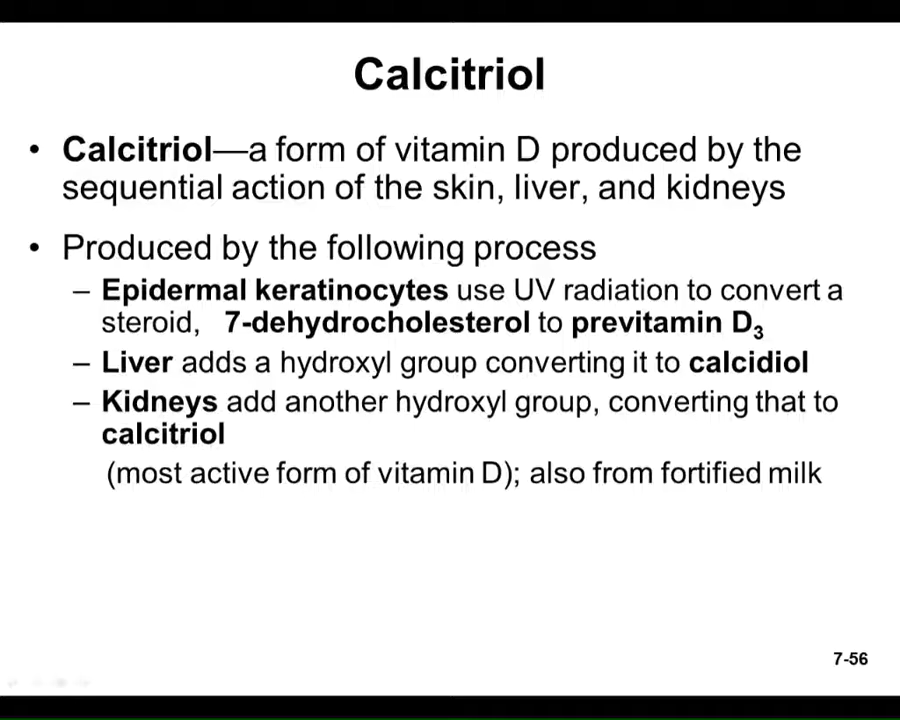 Calcitriol
• Calcitriol—a form of vitamin D produced by the
sequential action of the skin, liver, and kidneys
• Produced by the following process
– Epidermal keratinocytes use UV radiation to convert a
steroid, 7-dehydrocholesterol to previtamin D₃
– Liver adds a hydroxyl group converting it to calcidiol
– Kidneys add another hydroxyl group, converting that to
calcitriol
(most active form of vitamin D); also from fortified milk
7-56